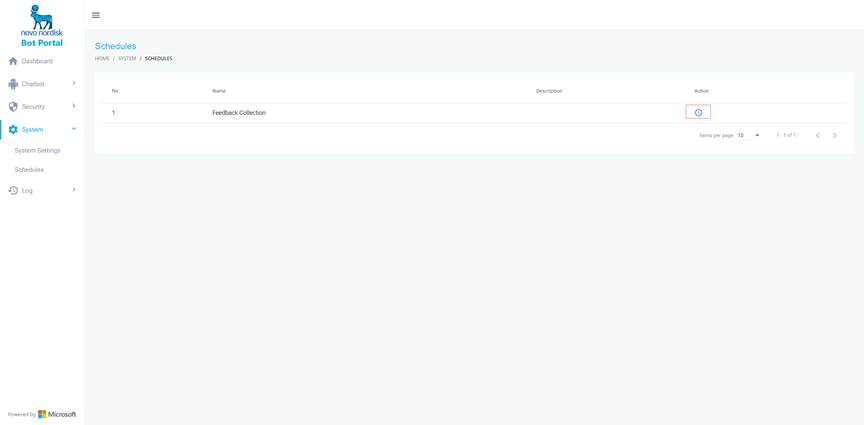 novo nordisk
Bot Portal
Dashboard
Chatbot
Security
System
System Settings
Schedules
Log
Powered by Microsoft
Schedules
HOME / SYSTEM / SCHEDULES
No. Name Description Action
1 Feedback Collection
Items per page 10 1 - 1 of 1